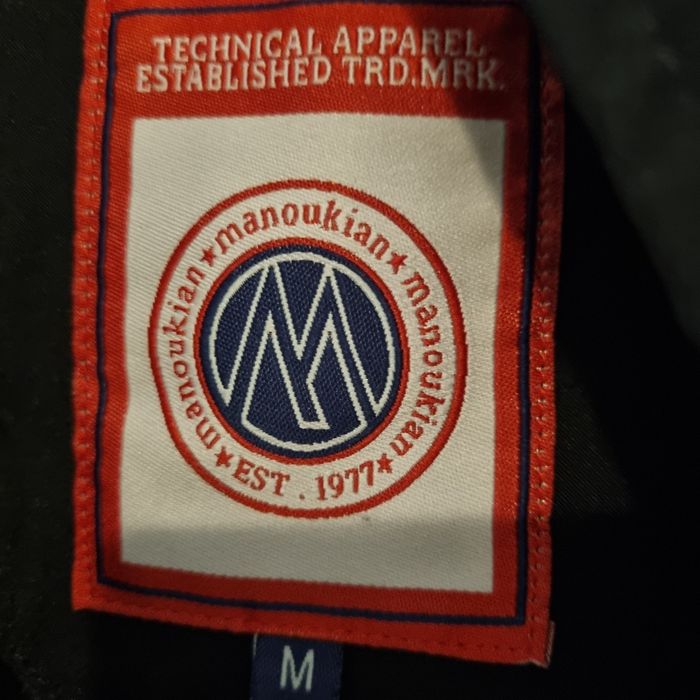 TECHNICAL APPAREL
ESTABLISHED TRD.MRK.
manoukian★manoukian★manoukian
★EST . 1977★
M
M